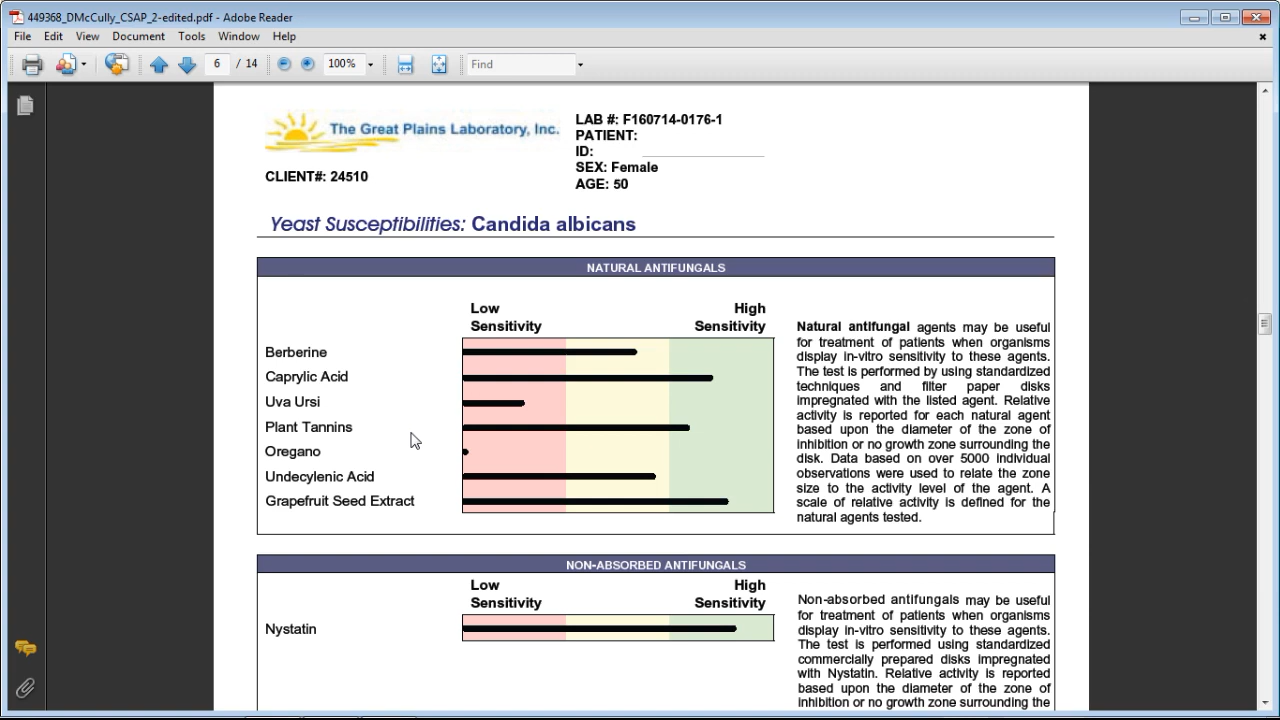 449368_DMcCully_CSAP_2-edited.pdf - Adobe Reader
File Edit View Document Tools Window Help
6 / 14 100% Find
The Great Plains Laboratory, Inc.
CLIENT#: 24510
LAB #: F160714-0176-1
PATIENT:
ID:
SEX: Female
AGE: 50
Yeast Susceptibilities: Candida albicans
NATURAL ANTIFUNGALS
Low High
Sensitivity Sensitivity
Berberine
Caprylic Acid
Uva Ursi
Plant Tannins
Oregano
Undecylenic Acid
Grapefruit Seed Extract
Natural antifungal agents may be useful
for treatment of patients when organisms
display in-vitro sensitivity to these agents.
The test is performed by using standardized
techniques and filter paper disks
impregnated with the listed agent. Relative
activity is reported for each natural agent
based upon the diameter of the zone of
inhibition or no growth zone surrounding the
disk. Data based on over 5000 individual
observations were used to relate the zone
size to the activity level of the agent. A
scale of relative activity is defined for the
natural agents tested.
NON-ABSORBED ANTIFUNGALS
Low High
Sensitivity Sensitivity
Nystatin
Non-absorbed antifungals may be useful
for treatment of patients when organisms
display in-vitro sensitivity to these agents.
The test is performed using standardized
commercially prepared disks impregnated
with Nystatin. Relative activity is reported
based upon the diameter of the zone of
inhibition or no growth zone surrounding the